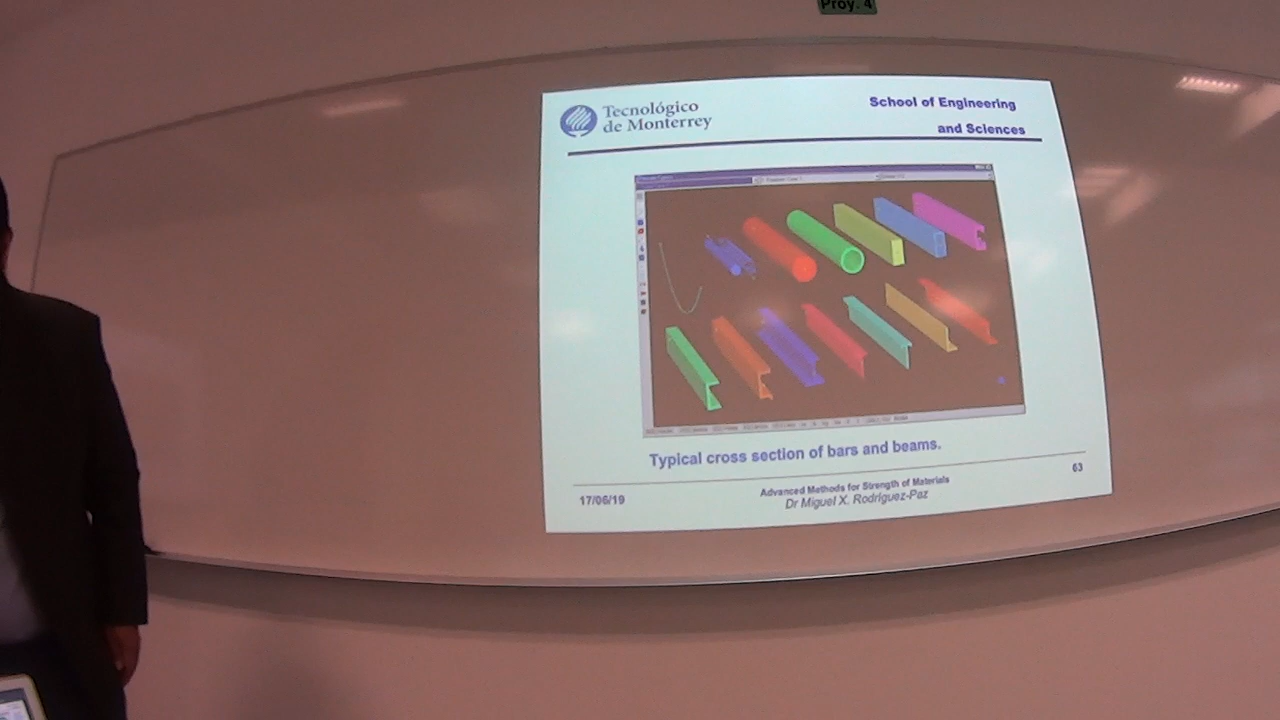 Proy. 4
Tecnológico
de Monterrey
School of Engineering
and Sciences
Typical cross section of bars and beams.
17/06/19
Advanced Methods for Strength of Materials
Dr Miguel X. Rodríguez-Paz
63